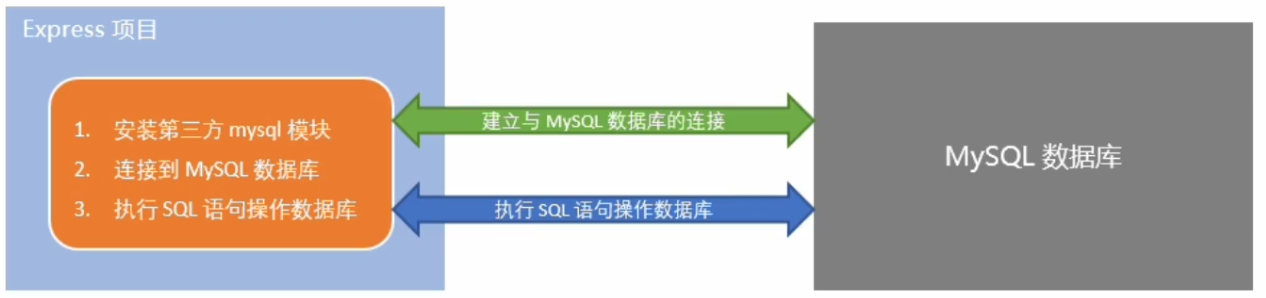 Express 项目
1. 安装第三方 mysql 模块
2. 连接到 MySQL 数据库
3. 执行 SQL 语句操作数据库
建立与 MySQL 数据库的连接
执行 SQL 语句操作数据库
MySQL 数据库